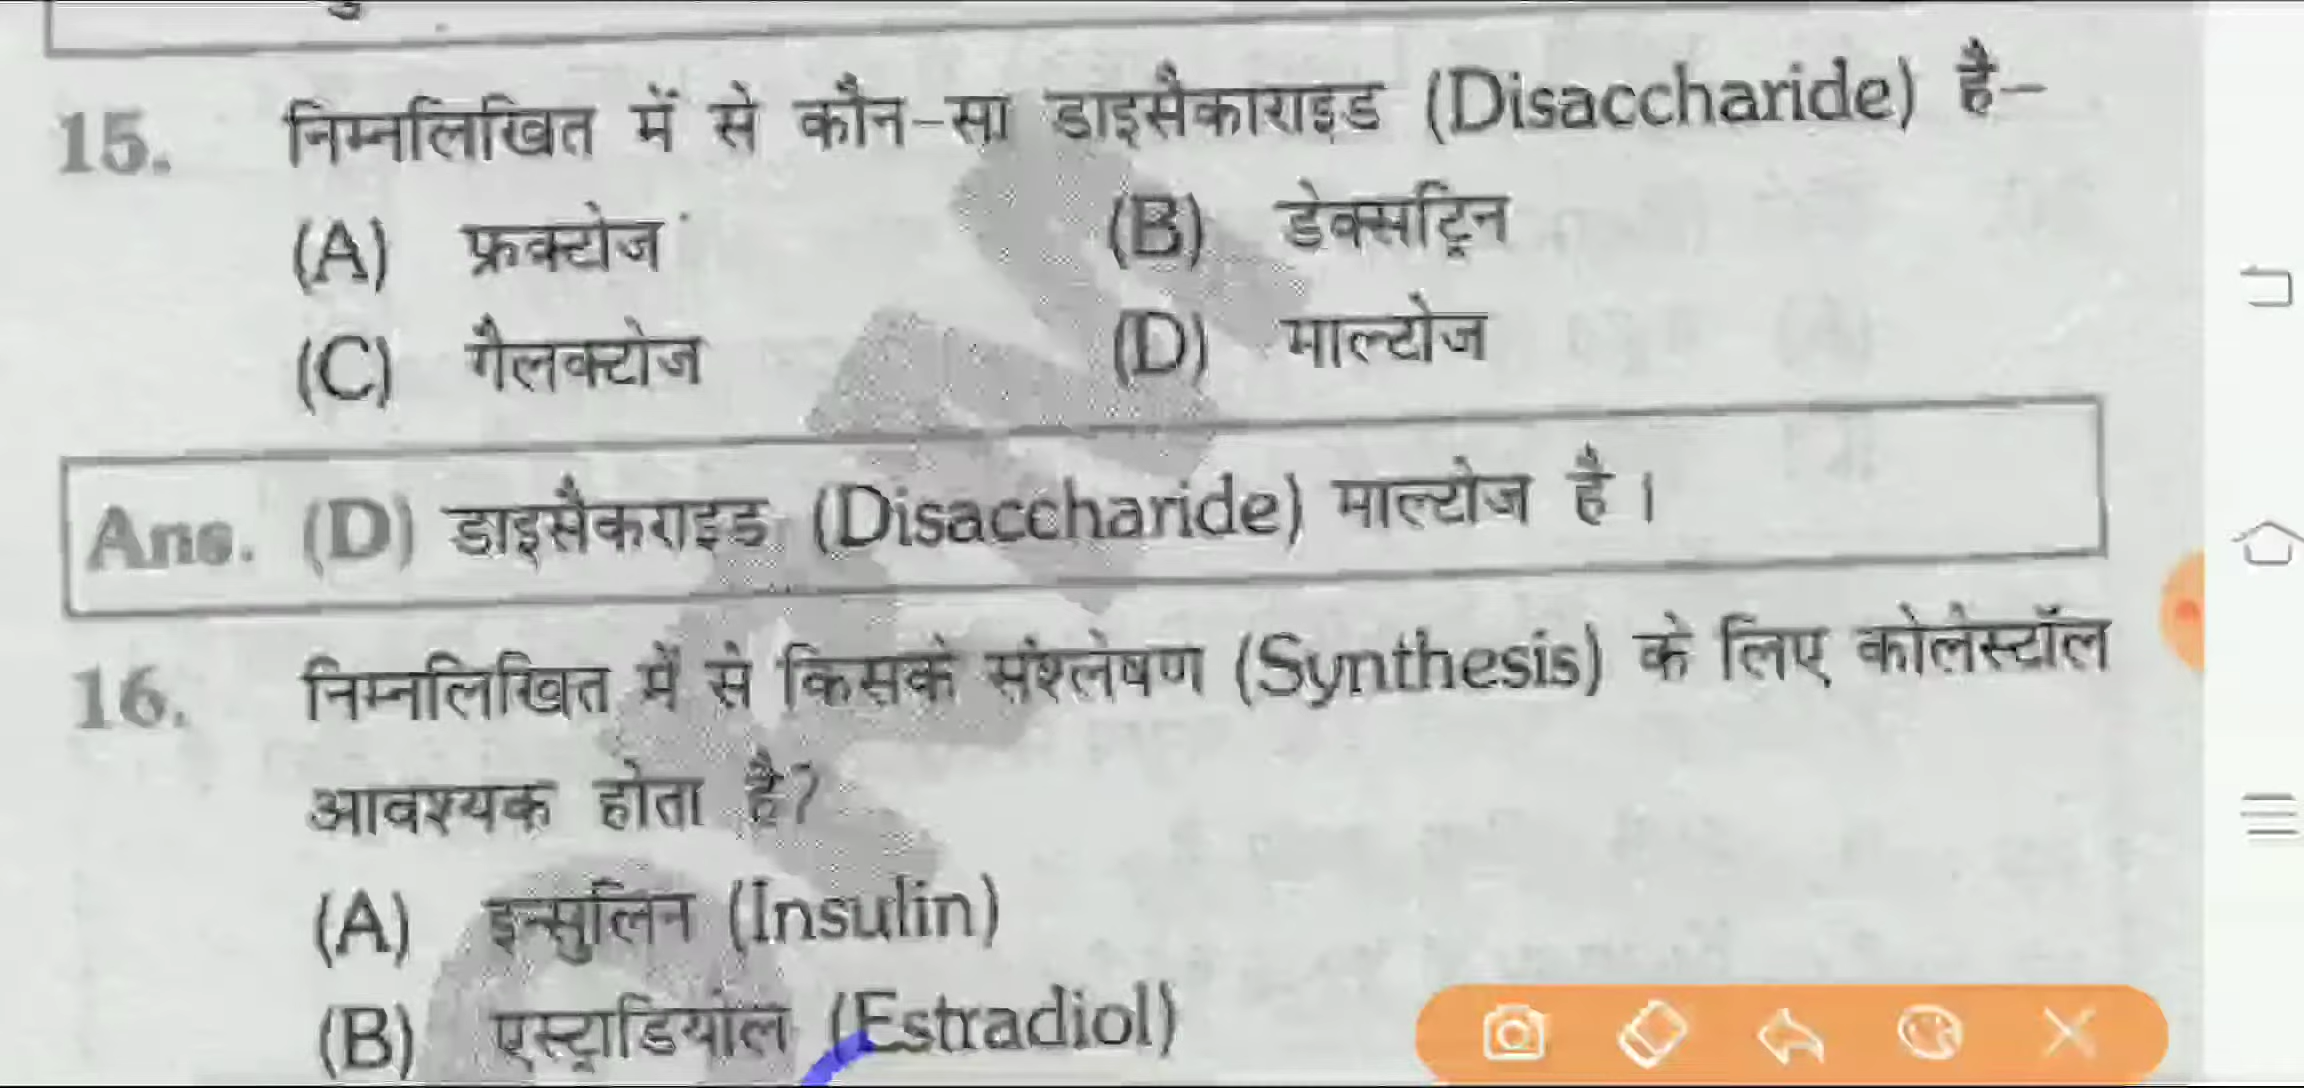 15. निम्नलिखित में से कौन-सा डाइसैकाराइड (Disaccharide) है-
(A) फ्रक्टोज (B) डेक्सट्रिन
(C) गैलक्टोज (D) माल्टोज
Ans. (D) डाइसैकराइड (Disaccharide) माल्टोज है।
16. निम्नलिखित में से किसके संश्लेषण (Synthesis) के लिए कोलेस्टॉल
आवश्यक होता है?
(A) इन्सुलिन (Insulin)
(B) एस्ट्राडियोल (Estradiol)